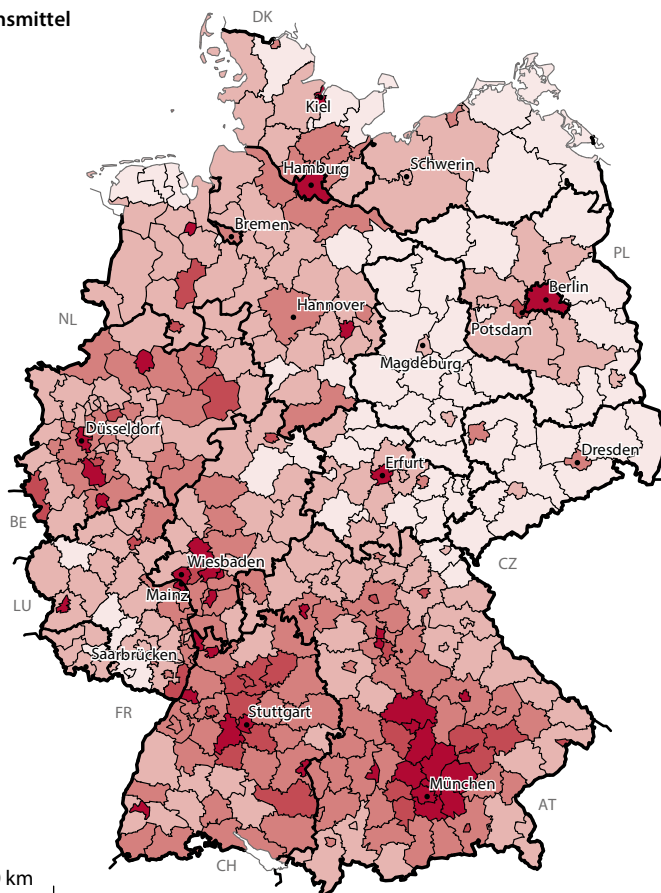 nsmittel
DK
Kiel
Hamburg
Schwerin
Bremen
PL
Berlin
NL
Hannover
Potsdam
Magdeburg
Düsseldorf
Dresden
Erfurt
BE
CZ
Wiesbaden
LU
Mainz
Saarbrücken
FR
Stuttgart
München
AT
CH
km